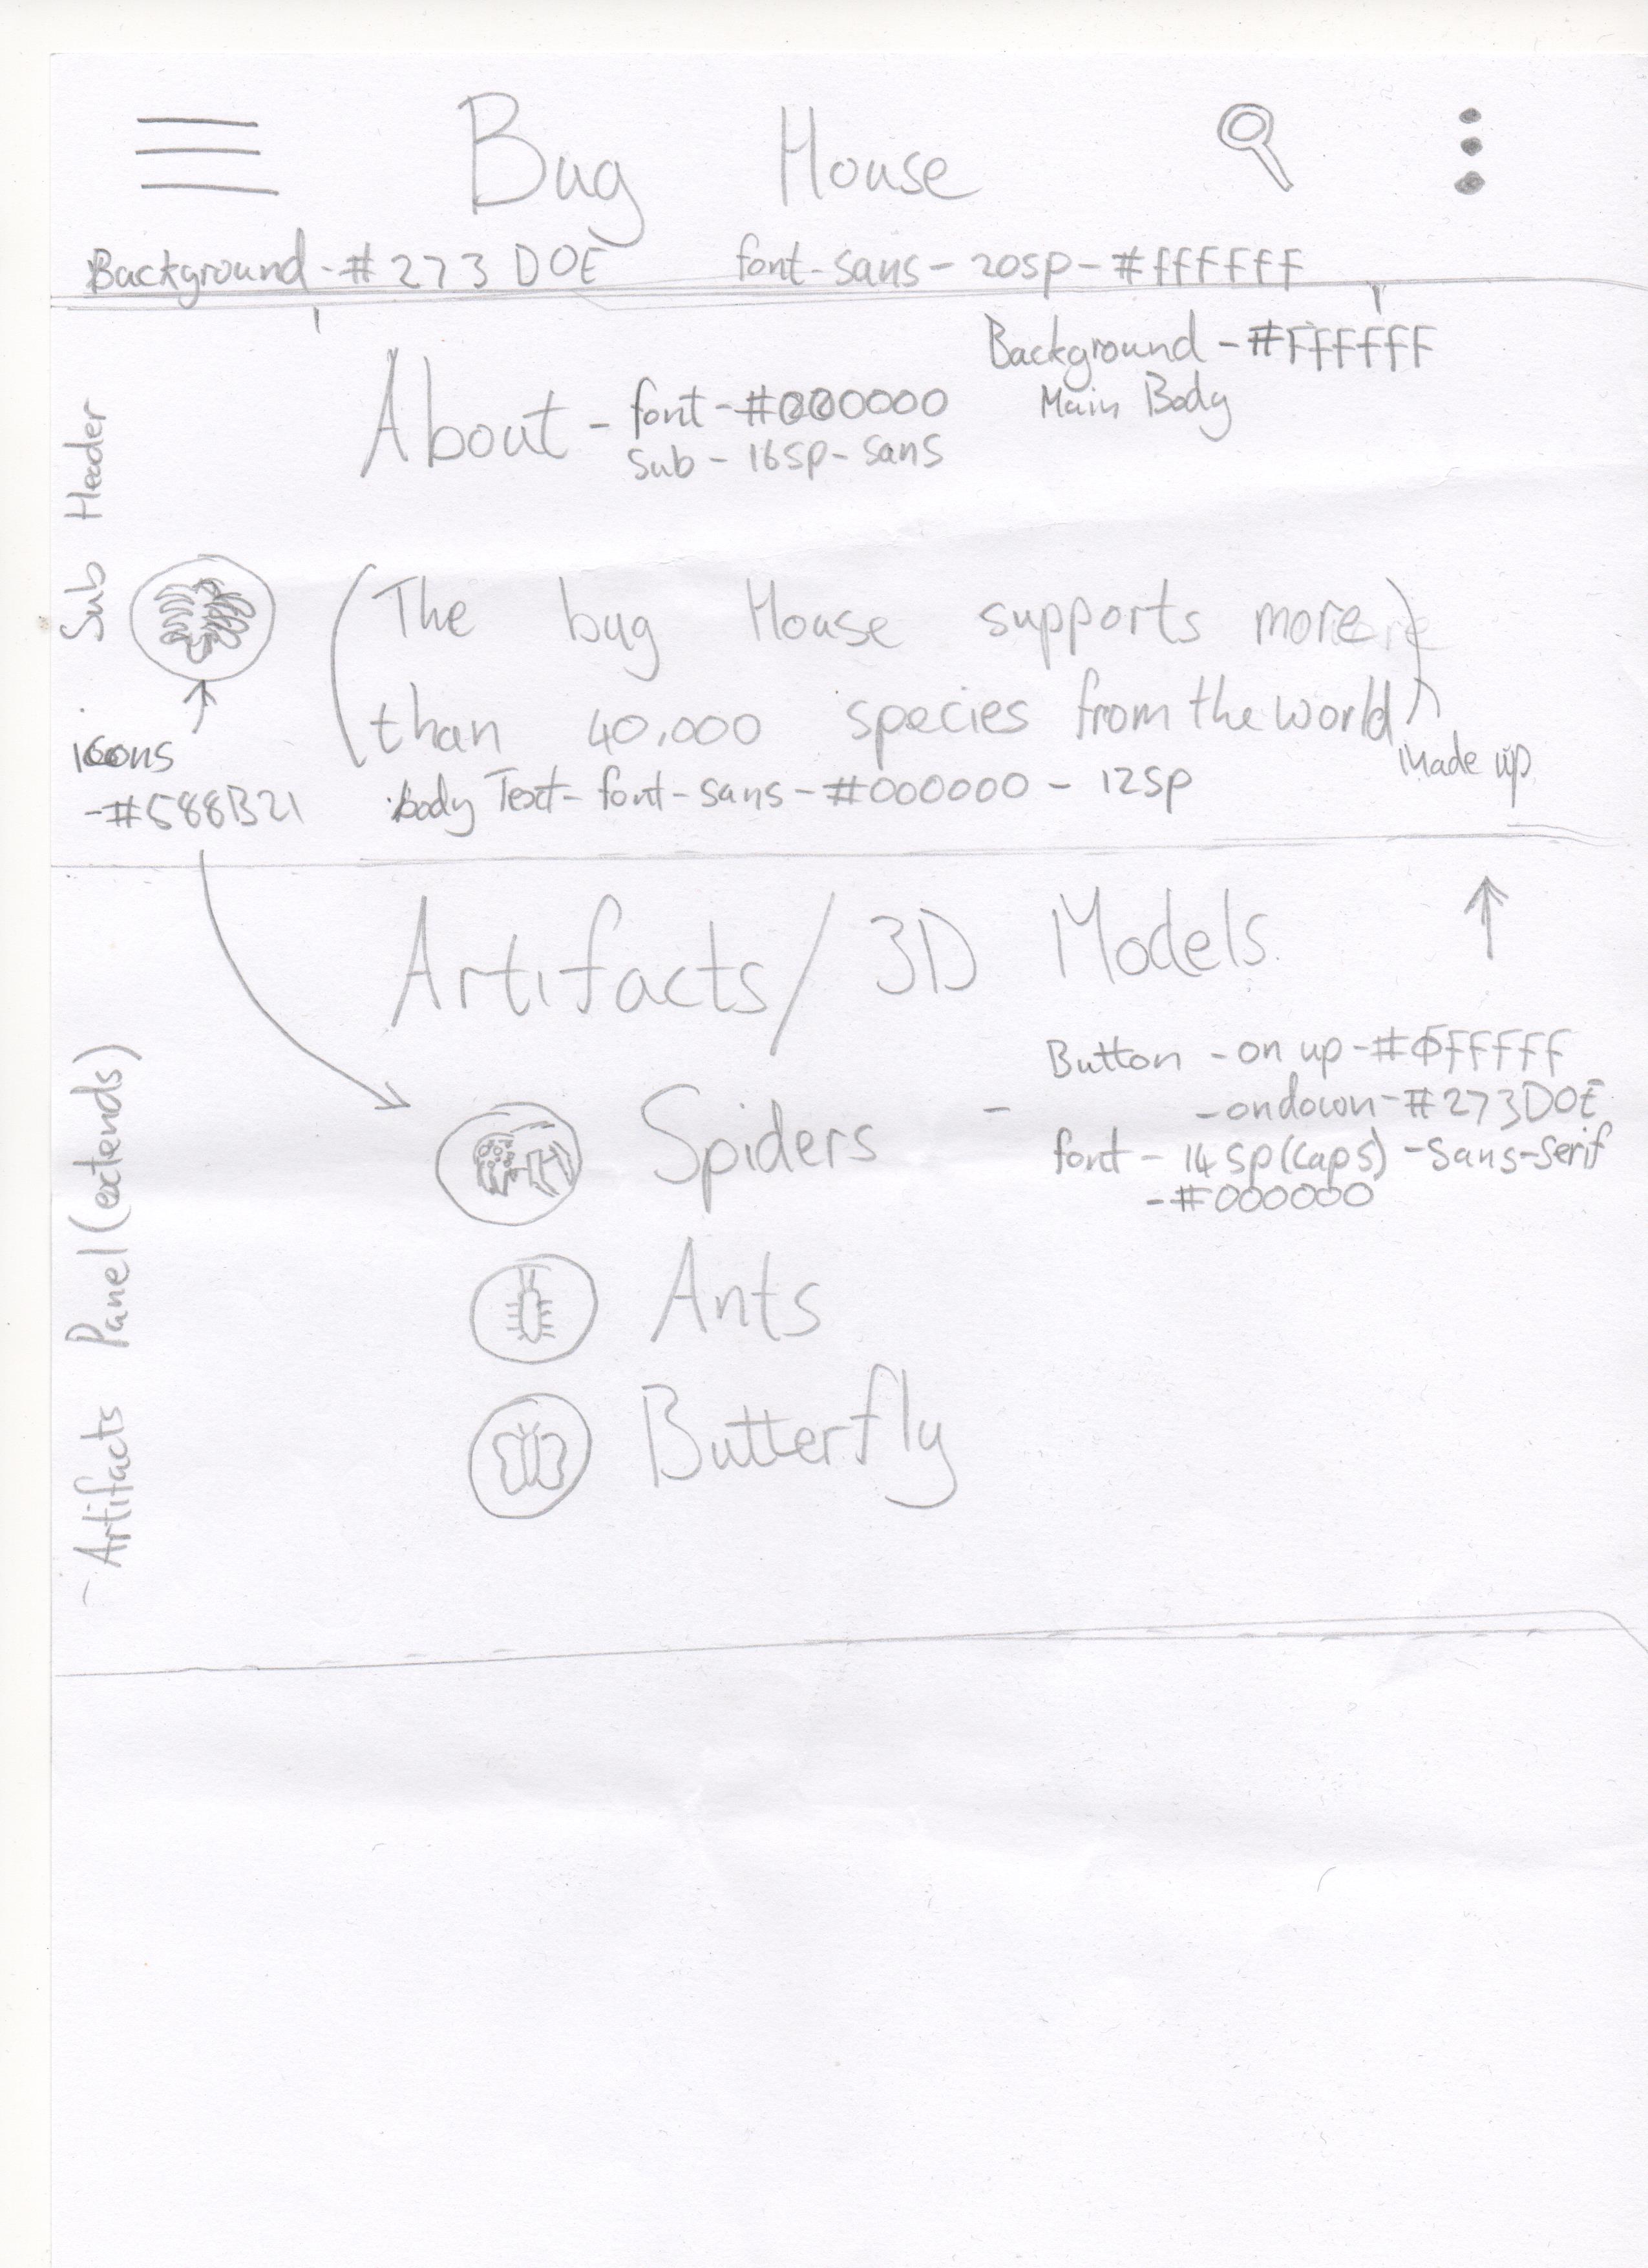 Bug House
Background - #273D0E font-sans - 20sp - #ffffff
Background - #Ffffff
Main Body
About - font - #000000
sub - 16sp - sans
Sub Header
(The bug House supports more)
than 40,000 species from the world
made up
icons
- #588B21
body Text - font - sans - #000000 - 12sp
Artifacts/3D Models
Button - on up - #ffffff
- ondown - #273D0E
font - 14sp (caps) - sans-serif
- #000000
Spiders -
Ants
Butterfly
- Artifacts Panel (extends)